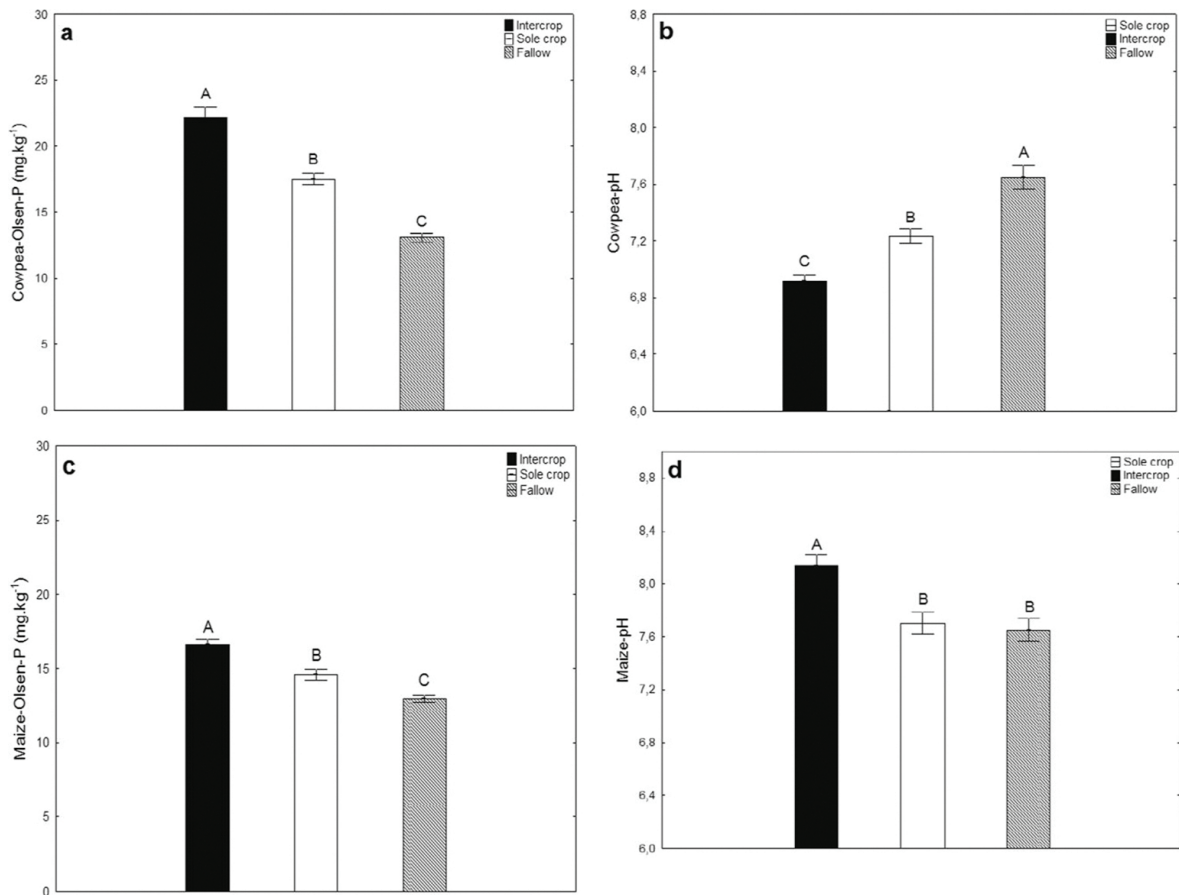 a
Intercrop
Sole crop
Fallow
Cowpea-Olsen-P (mg.kg⁻¹)
30
25
20
15
10
5
0
A
B
C
b
Sole crop
Intercrop
Fallow
Cowpea-pH
8,8
8,4
8,0
7,6
7,2
6,8
6,4
6,0
C
B
A
c
Intercrop
Sole crop
Fallow
Maize-Olsen-P (mg.kg⁻¹)
30
25
20
15
10
5
0
A
B
C
d
Sole crop
Intercrop
Fallow
Maize-pH
8,8
8,4
8,0
7,6
7,2
6,8
6,4
6,0
A
B
B